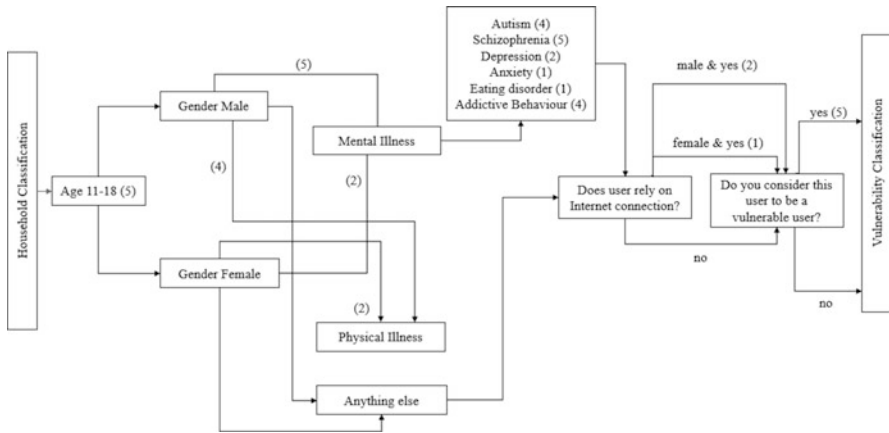 Household Classification
Age 11-18 (5)
Gender Male
Gender Female
(5)
(4)
(2)
(2)
Mental Illness
Physical Illness
Anything else
Autism (4)
Schizophrenia (5)
Depression (2)
Anxiety (1)
Eating disorder (1)
Addictive Behaviour (4)
Does user rely on
Internet connection?
male & yes (2)
female & yes (1)
no
Do you consider this
user to be a
vulnerable user?
yes (5)
no
Vulnerability Classification